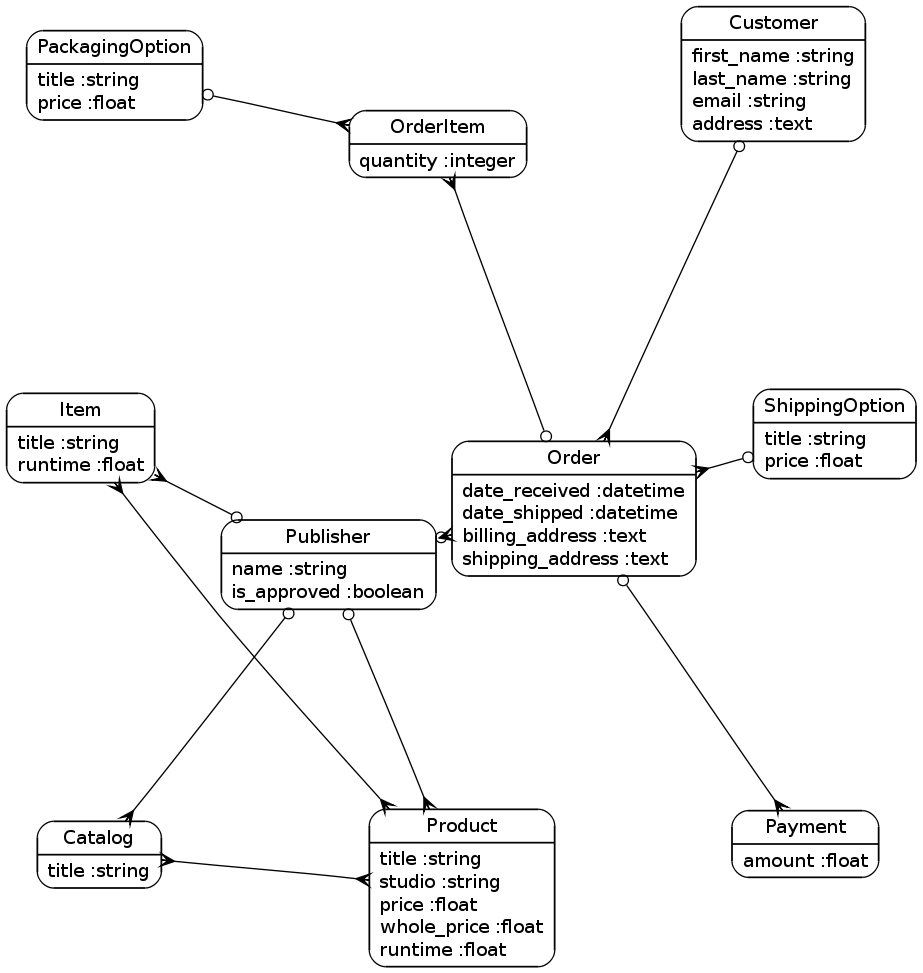 PackagingOption
title :string
price :float
Customer
first_name :string
last_name :string
email :string
address :text
OrderItem
quantity :integer
Item
title :string
runtime :float
ShippingOption
title :string
price :float
Order
date_received :datetime
date_shipped :datetime
billing_address :text
shipping_address :text
Publisher
name :string
is_approved :boolean
Catalog
title :string
Product
title :string
studio :string
price :float
whole_price :float
runtime :float
Payment
amount :float